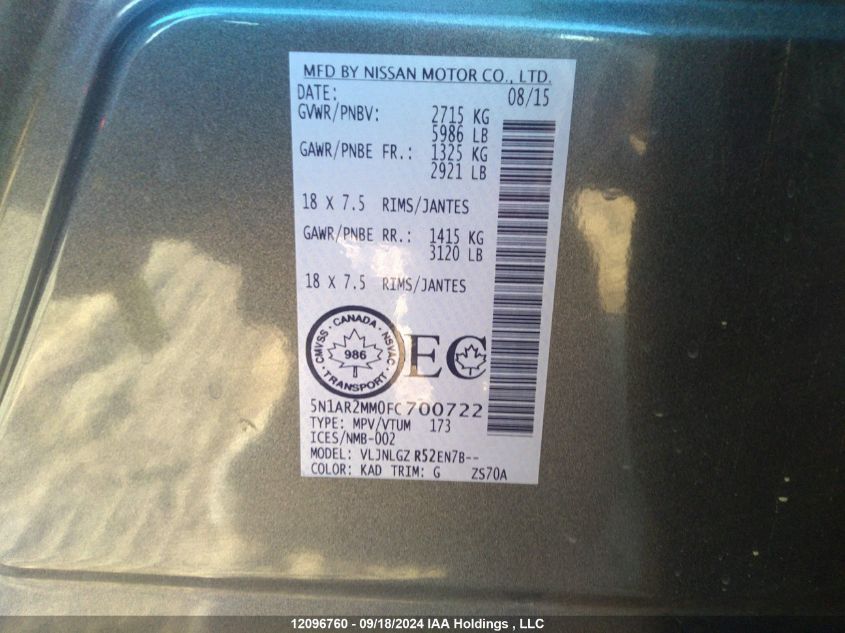 MFD BY NISSAN MOTOR CO., LTD.
DATE: 08/15
GVWR/PNBV: 2715 KG
5986 LB
GAWR/PNBE FR.: 1325 KG
2921 LB
18 X 7.5 RIMS/JANTES
GAWR/PNBE RR.: 1415 KG
3120 LB
18 X 7.5 RIMS/JANTES
CANADA
CMVSS · NSVAC
986
TRANSPORT
EC
5N1AR2MM0FC700722
TYPE: MPV/VTUM 173
ICES/NMB-002
MODEL: VLJNLGZ R52EN7B--
COLOR: KAD TRIM: G ZS70A
12096760 - 09/18/2024 IAA Holdings , LLC